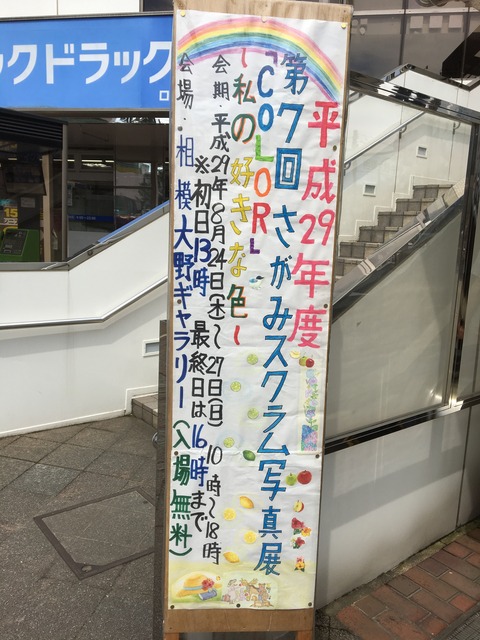 ックドラック
平成29年度
第7回さがみスクラム写真展
「COLOR」
～私の好きな色～
会期・平成29年8月24日(木)～27日(日) 10時～18時
※初日13時 最終日は16時まで
会場・相模大野ギャラリー(入場無料)
15